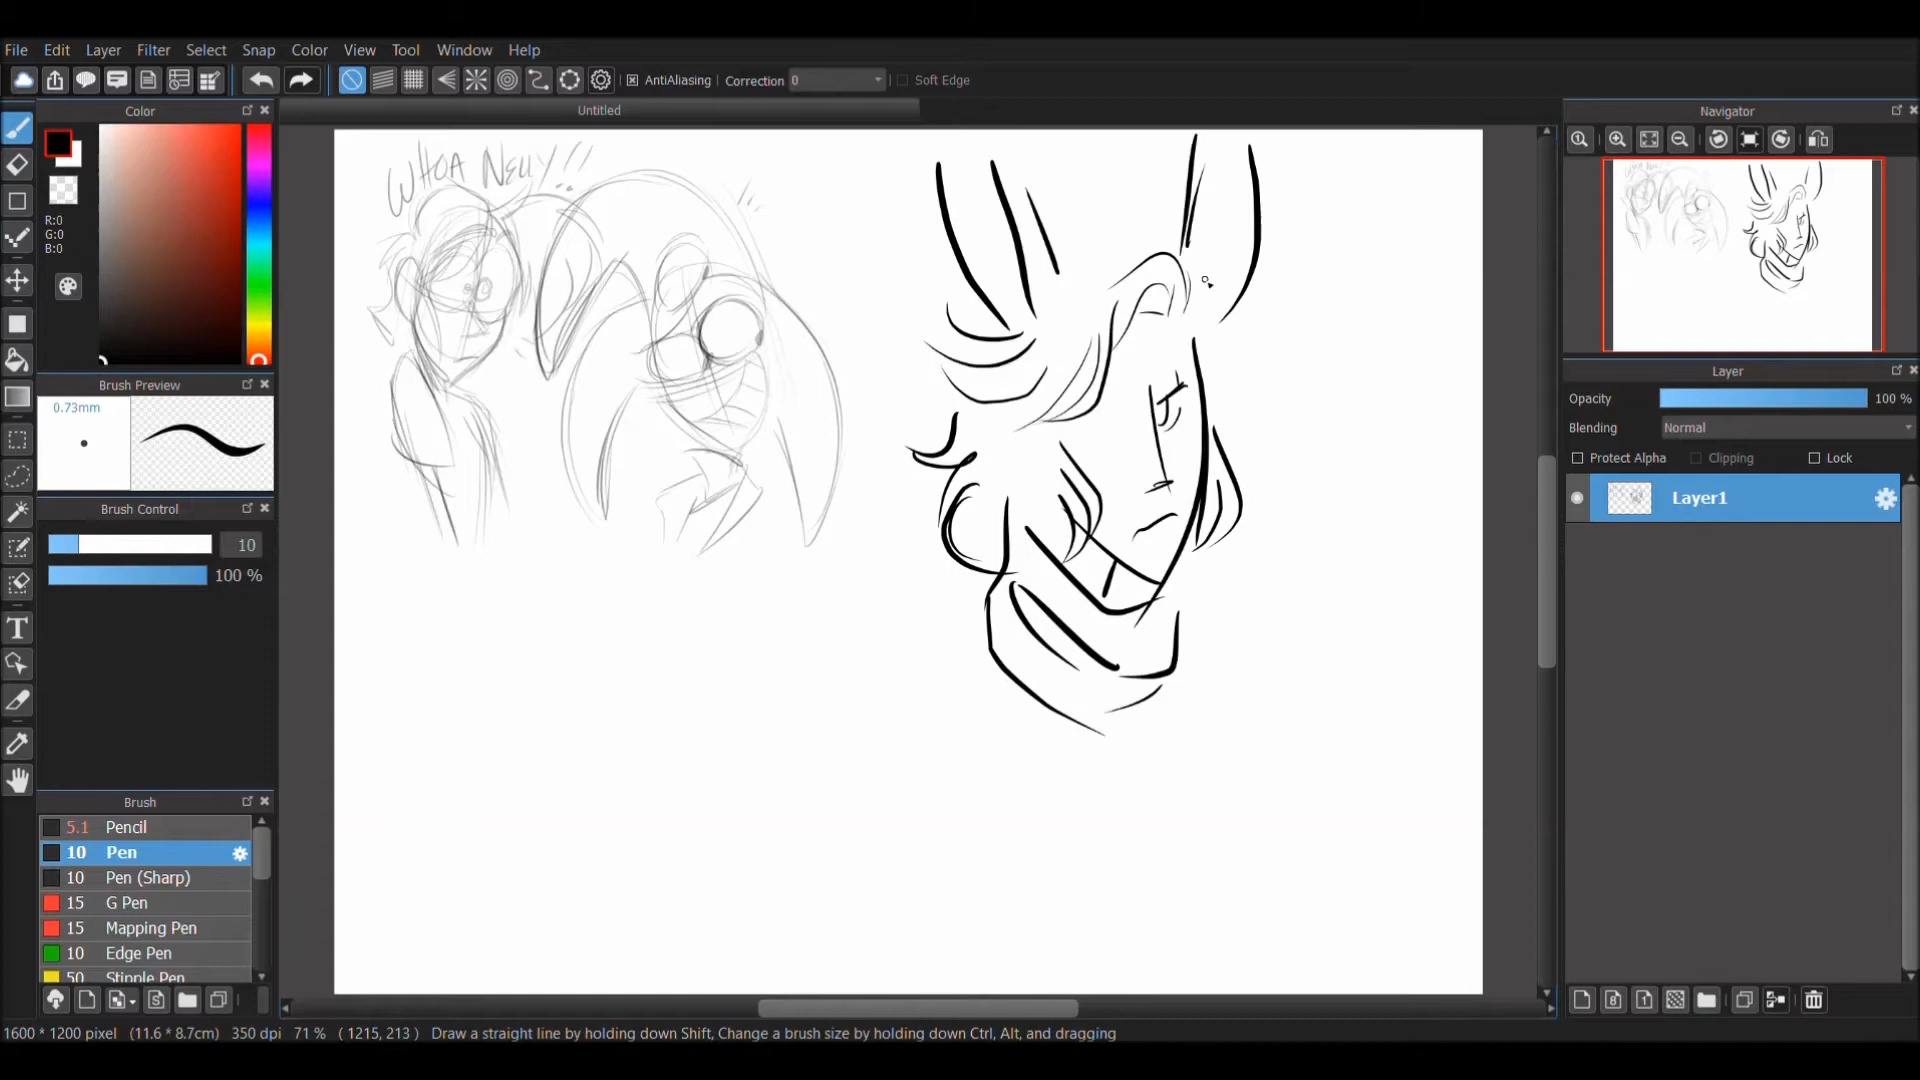 File Edit Layer Filter Select Snap Color View Tool Window Help
AntiAliasing Correction 0 Soft Edge
Color
Untitled
Navigator
R:0
G:0
B:0
WHOA NELLY!!
Brush Preview
0.73mm
Layer
Opacity 100 %
Blending Normal
Protect Alpha Clipping Lock
Layer1
Brush Control
10
100 %
Brush
5.1 Pencil
10 Pen
10 Pen (Sharp)
15 G Pen
15 Mapping Pen
10 Edge Pen
50 Stipple Pen
1600 * 1200 pixel (11.6 * 8.7cm) 350 dpi 71 % ( 1215, 213 ) Draw a straight line by holding down Shift, Change a brush size by holding down Ctrl, Alt, and dragging